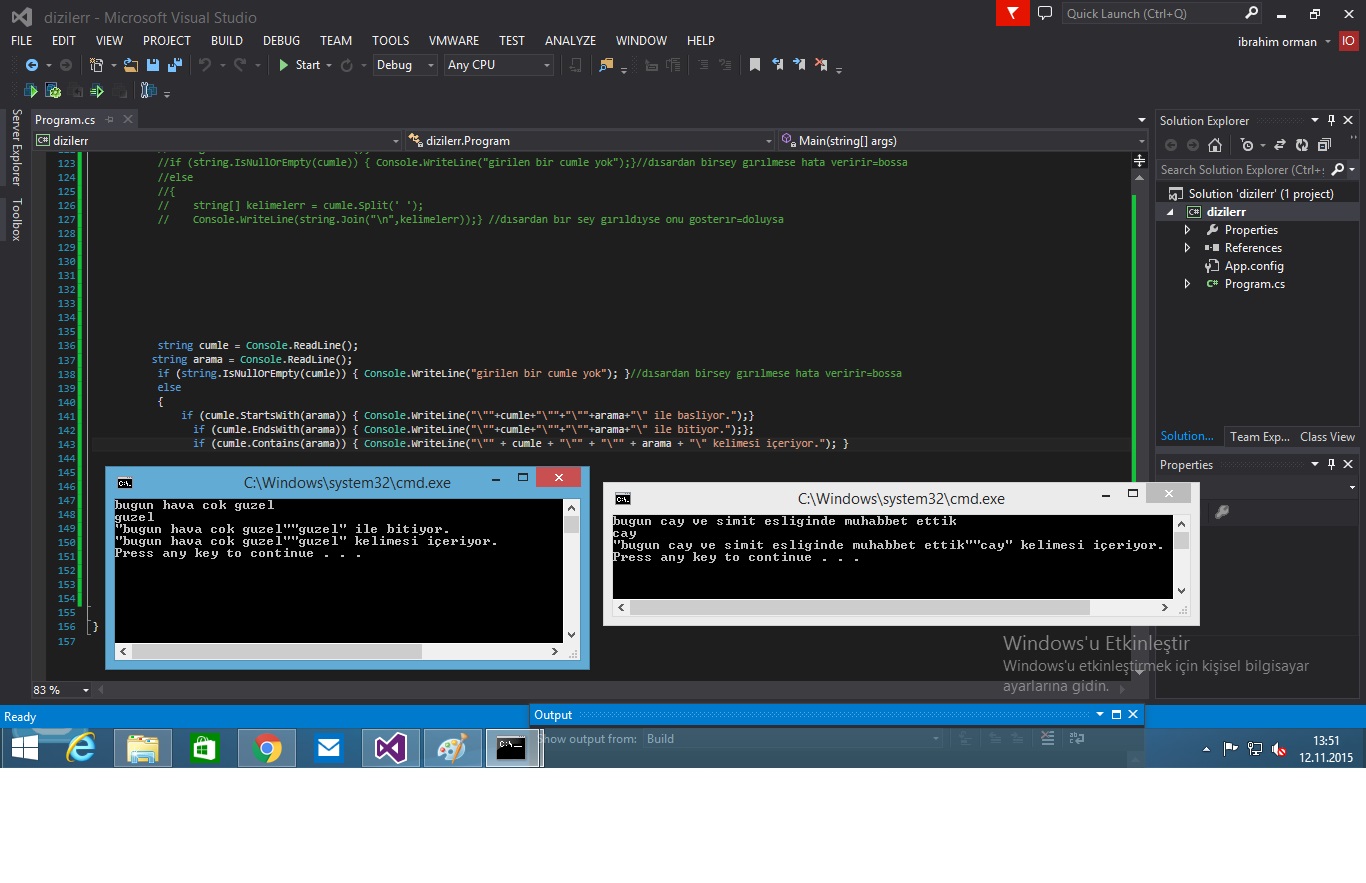 dizilerr - Microsoft Visual Studio
Quick Launch (Ctrl+Q)
FILE EDIT VIEW PROJECT BUILD DEBUG TEAM TOOLS VMWARE TEST ANALYZE WINDOW HELP
ibrahim orman IO
Start Debug Any CPU
Server Explorer
Toolbox
Program.cs
dizilerr dizilerr.Program Main(string[] args)
123 //if (string.IsNullOrEmpty(cumle)) { Console.WriteLine("girilen bir cumle yok");}//dısardan birsey gırılmese hata veririr=bossa
124 //else
125 //{
126 // string[] kelimelerr = cumle.Split(' ');
127 // Console.WriteLine(string.Join("\n",kelimelerr));} //dısardan bır sey gırıldıyse onu gosterır=doluysa
128
129
130
131
132
133
134
135
136 string cumle = Console.ReadLine();
137 string arama = Console.ReadLine();
138 if (string.IsNullOrEmpty(cumle)) { Console.WriteLine("girilen bir cumle yok"); }//dısardan birsey gırılmese hata veririr=bossa
139 else
140 {
141 if (cumle.StartsWith(arama)) { Console.WriteLine("\""+cumle+"\""+"\""+arama+"\" ile basliyor.");}
142 if (cumle.EndsWith(arama)) { Console.WriteLine("\""+cumle+"\""+"\""+arama+"\" ile bitiyor.");};
143 if (cumle.Contains(arama)) { Console.WriteLine("\"" + cumle + "\"" + "\"" + arama + "\" kelimesi içeriyor."); }
144
145
146
147
148
149
150
151
152
153
154
155
156 }
157
C:\Windows\system32\cmd.exe
bugun hava cok guzel
guzel
"bugun hava cok guzel""guzel" ile bitiyor.
"bugun hava cok guzel""guzel" kelimesi içeriyor.
Press any key to continue . . .
C:\Windows\system32\cmd.exe
bugun cay ve simit esliginde muhabbet ettik
cay
"bugun cay ve simit esliginde muhabbet ettik""cay" kelimesi içeriyor.
Press any key to continue . . .
Solution Explorer
Search Solution Explorer (Ctrl+;
Solution 'dizilerr' (1 project)
dizilerr
Properties
References
App.config
Program.cs
Solution... Team Exp... Class View
Properties
Windows'u Etkinleştir
Windows'u etkinleştirmek için kişisel bilgisayar
ayarlarına gidin.
83 %
Ready
Output
how output from: Build
13:51
12.11.2015